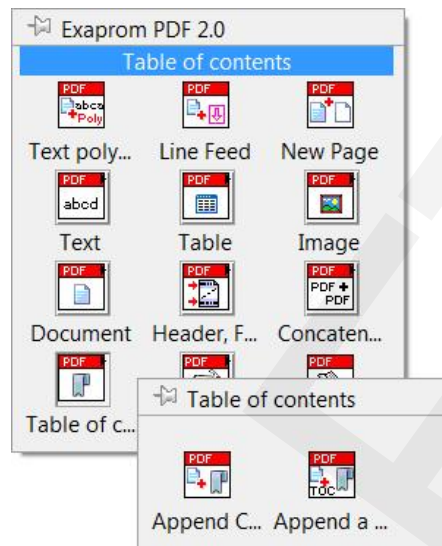 Exaprom PDF 2.0
Table of contents
PDF PDF PDF
abca
+Poly
Text poly... Line Feed New Page
PDF PDF PDF
abcd
Text Table Image
PDF PDF PDF
PDF +
PDF
Document Header, F... Concaten...
PDF PDF PDF
Table of c...
Table of contents
PDF PDF
TOC
Append C... Append a ...